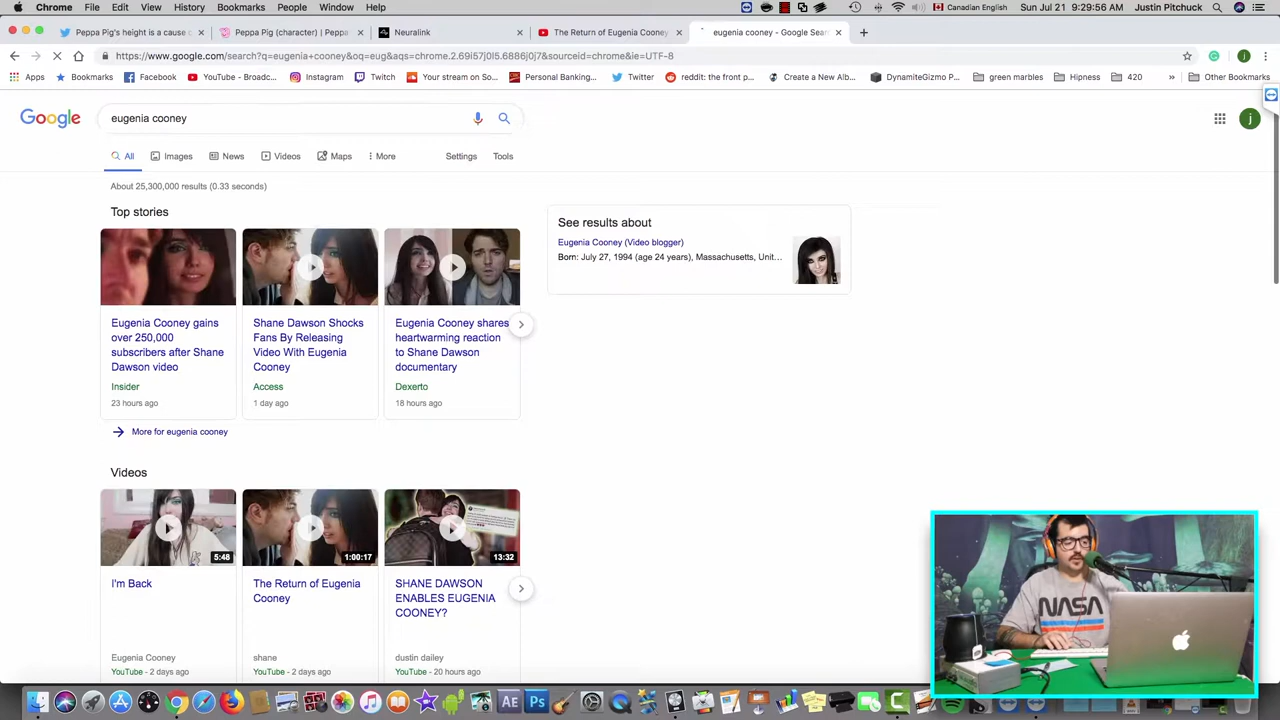 Chrome File Edit View History Bookmarks People Window Help Canadian English Sun Jul 21 9:29:56 AM Justin Pitchuck
Peppa Pig's height is a cause c Peppa Pig (character) | Peppa Neuralink The Return of Eugenia Cooney eugenia cooney - Google Sear
https://www.google.com/search?q=eugenia+cooney&oq=eug&aqs=chrome.2.69i57j0l5.6886j0j7&sourceid=chrome&ie=UTF-8
Apps Bookmarks Facebook YouTube - Broadc... Instagram Twitch Your stream on So... Personal Banking... Twitter reddit: the front p... Create a New Alb... DynamiteGizmo P... green marbles Hipness 420 » Other Bookmarks
Google eugenia cooney j
All Images News Videos Maps More Settings Tools
About 25,300,000 results (0.33 seconds)
Top stories
Eugenia Cooney gains
over 250,000
subscribers after Shane
Dawson video
Insider
23 hours ago
Shane Dawson Shocks
Fans By Releasing
Video With Eugenia
Cooney
Access
1 day ago
Eugenia Cooney shares
heartwarming reaction
to Shane Dawson
documentary
Dexerto
18 hours ago
More for eugenia cooney
See results about
Eugenia Cooney (Video blogger)
Born: July 27, 1994 (age 24 years), Massachusetts, Unit...
Videos
5:48
I'm Back
Eugenia Cooney
YouTube - 2 days ago
1:00:17
The Return of Eugenia
Cooney
shane
YouTube - 2 days ago
13:32
SHANE DAWSON
ENABLES EUGENIA
COONEY?
dustin dailey
YouTube - 20 hours ago
NASA
Ae Ps